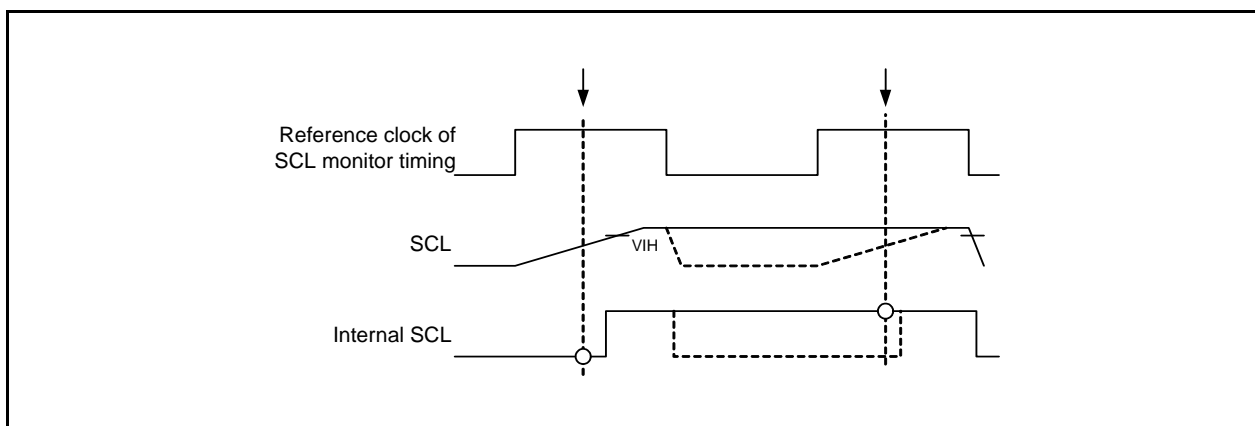 Reference clock of
SCL monitor timing
SCL
VIH
Internal SCL